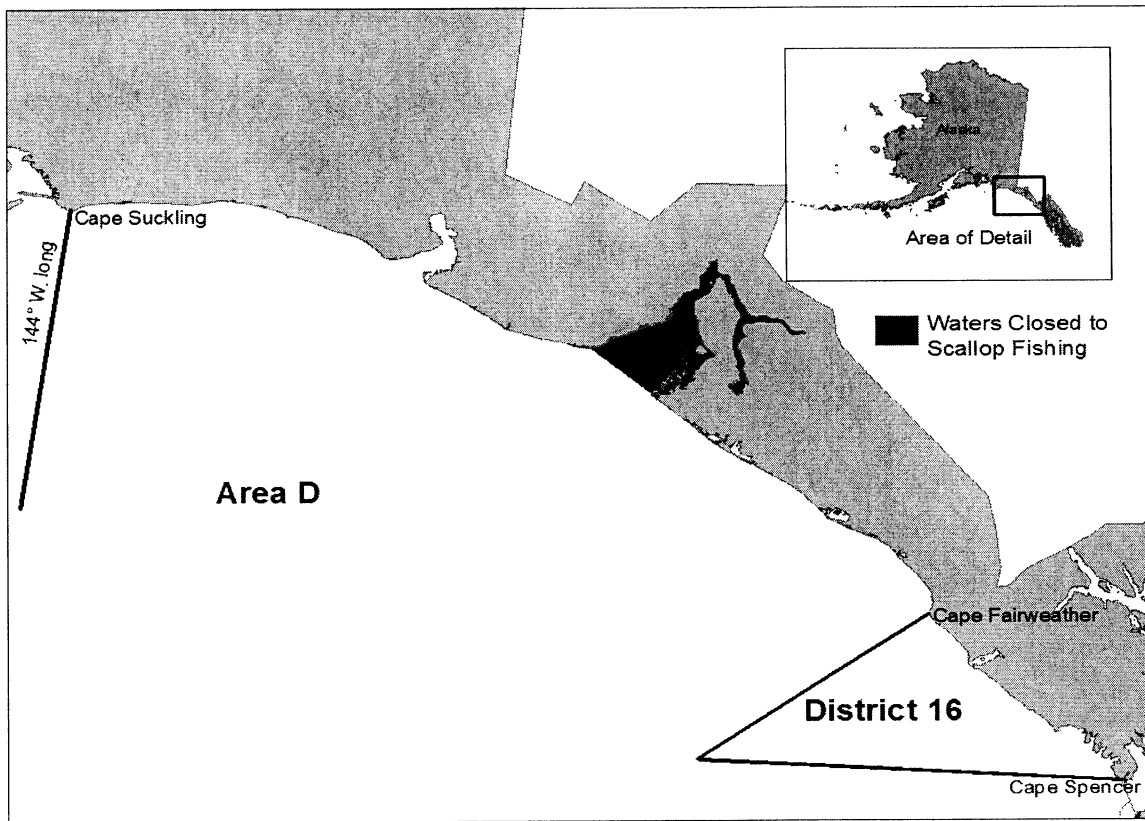 Alaska
Area of Detail
Cape Suckling
144° W. long
Waters Closed to
Scallop Fishing
Area D
Cape Fairweather
District 16
Cape Spencer